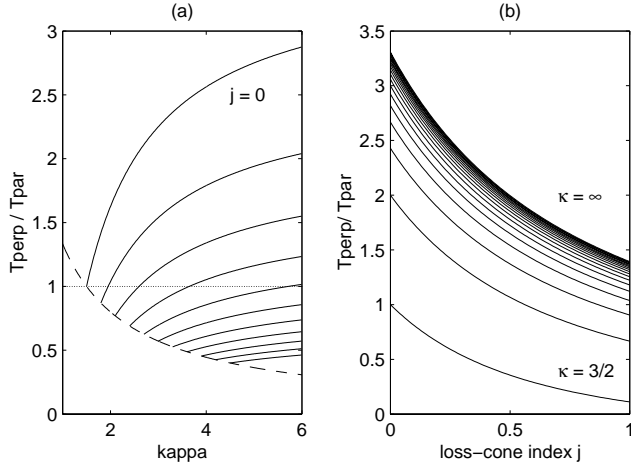 (a)
3
2.5
2
1.5
1
0.5
0
Tperp / Tpar
j = 0
2
4
6
kappa
(b)
3.5
3
2.5
2
1.5
1
0.5
0
Tperp/ Tpar
κ = ∞
κ = 3/2
0
0.5
1
loss−cone index j